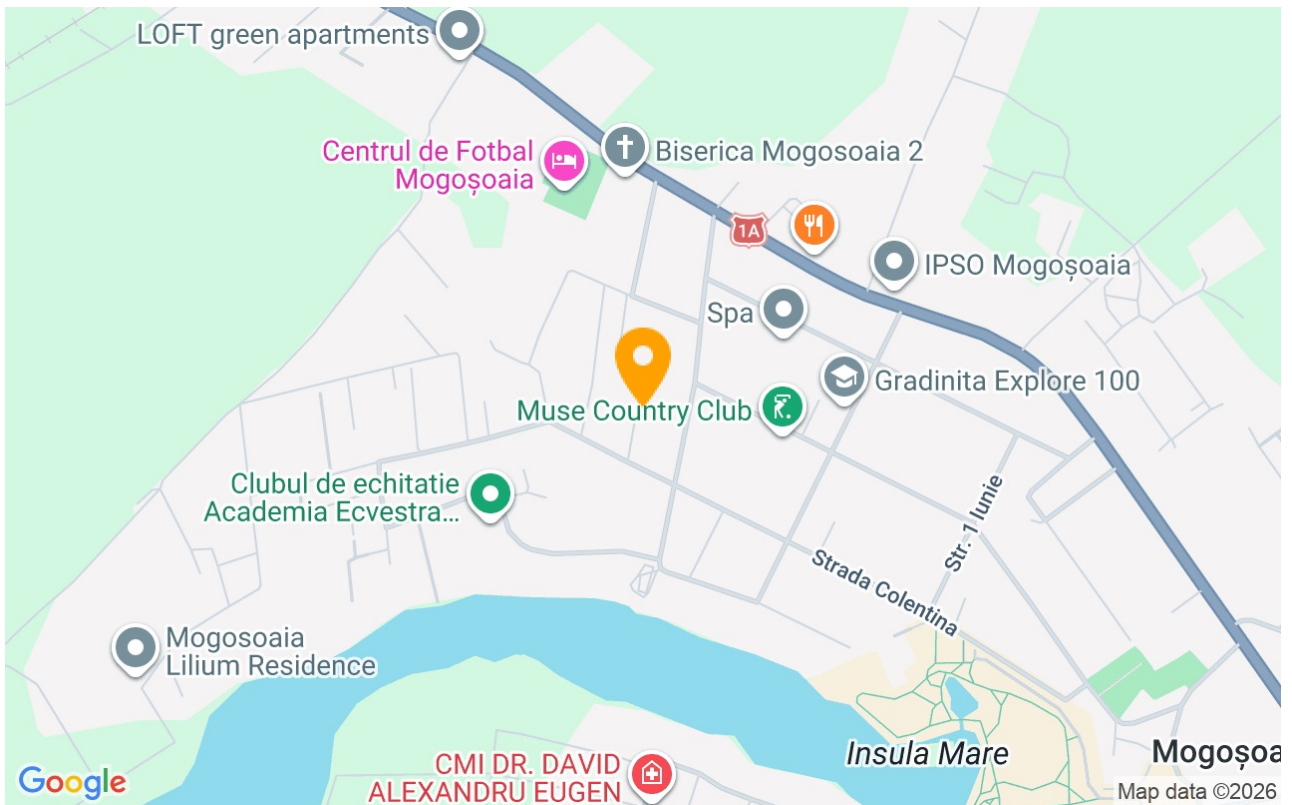 LOFT green apartments
Centrul de Fotbal
Mogoșoaia
Biserica Mogosoaia 2
1A
IPSO Mogoșoaia
Spa
Gradinita Explore 100
Muse Country Club
Clubul de echitatie
Academia Ecvestra...
Str. 1 Iunie
Strada Colentina
Mogosoaia
Lilium Residence
Insula Mare
Mogoșoa
CMI DR. DAVID
ALEXANDRU EUGEN
Google
Map data ©2026